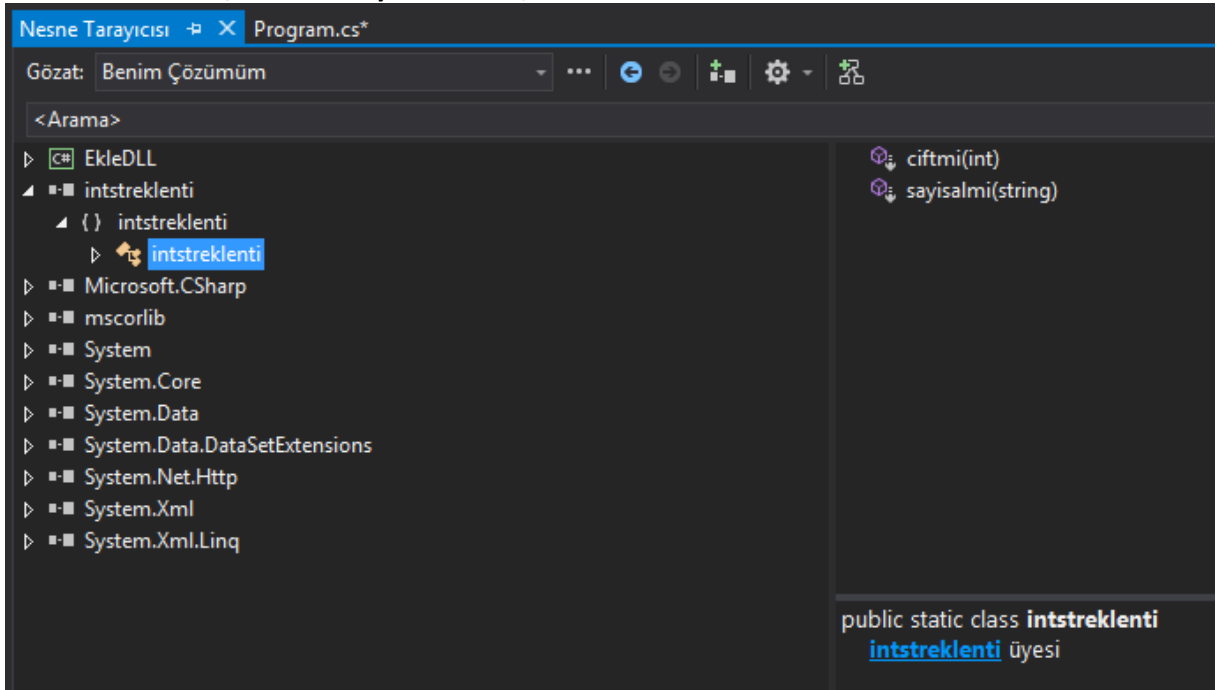 Nesne Tarayıcısı Program.cs*
Gözat: Benim Çözümüm
<Arama>
C# EkleDLL
intstreklenti
{ } intstreklenti
intstreklenti
Microsoft.CSharp
mscorlib
System
System.Core
System.Data
System.Data.DataSetExtensions
System.Net.Http
System.Xml
System.Xml.Linq
ciftmi(int)
sayisalmi(string)
public static class intstreklenti
intstreklenti üyesi